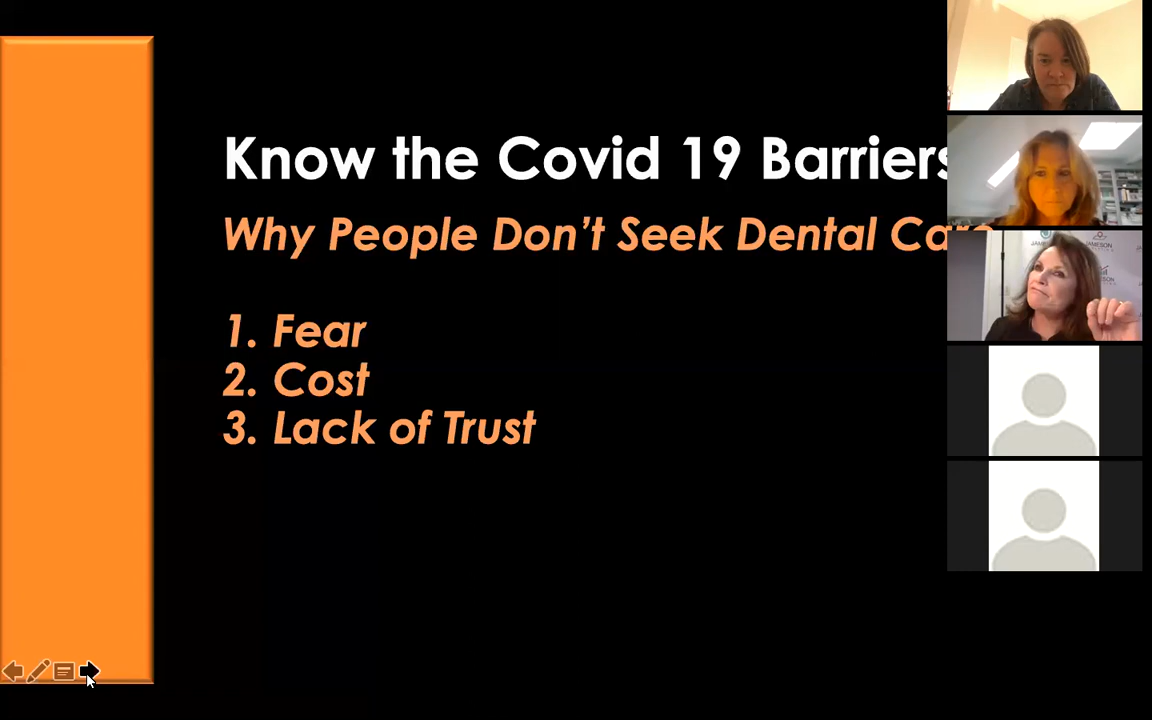 Know the Covid 19 Barriers
Why People Don't Seek Dental Care
1. Fear
2. Cost
3. Lack of Trust
JAMESON